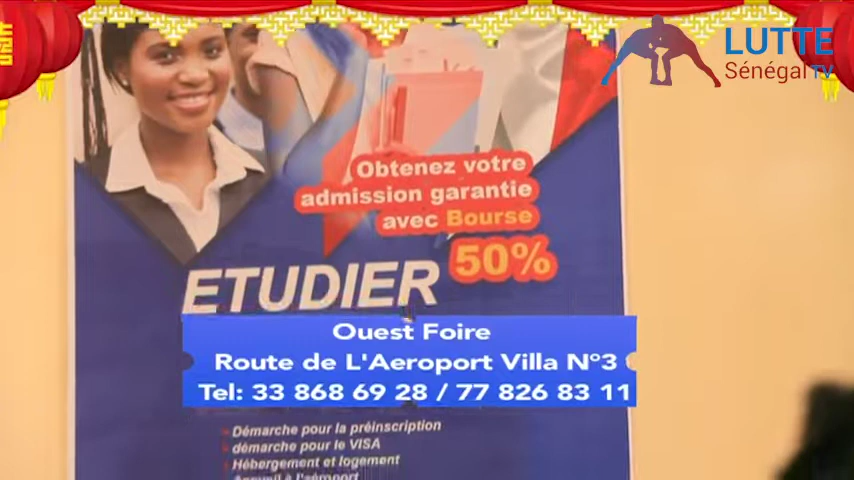 LUTTE
Sénégal TV
Obtenez votre
admission garantie
avec Bourse
50%
ETUDIER
Ouest Foire
Route de L'Aeroport Villa N°3
Tel: 33 868 69 28 / 77 826 83 11
Démarche pour la préinscription
démarche pour le VISA
Hébergement et logement
Accueil à l'aéroport